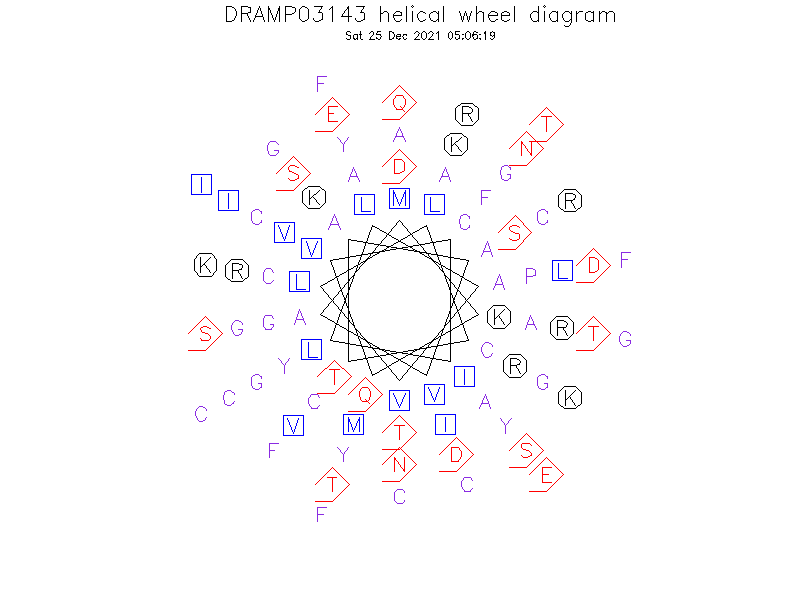 DRAMP03143 helical wheel diagram
Sat 25 Dec 2021 05:06:19
F
Q
E R
T
A
Y K
G N
D
S A A G
I
I K M F R
L L
C A C C
V S
V A
K D F
R C P L
L A
G A K A
G R
S T G
L C
Y R
T I
G G
Q V
C C V A K
C
V M I Y
T
F S
Y D
N
E
T C
C
F